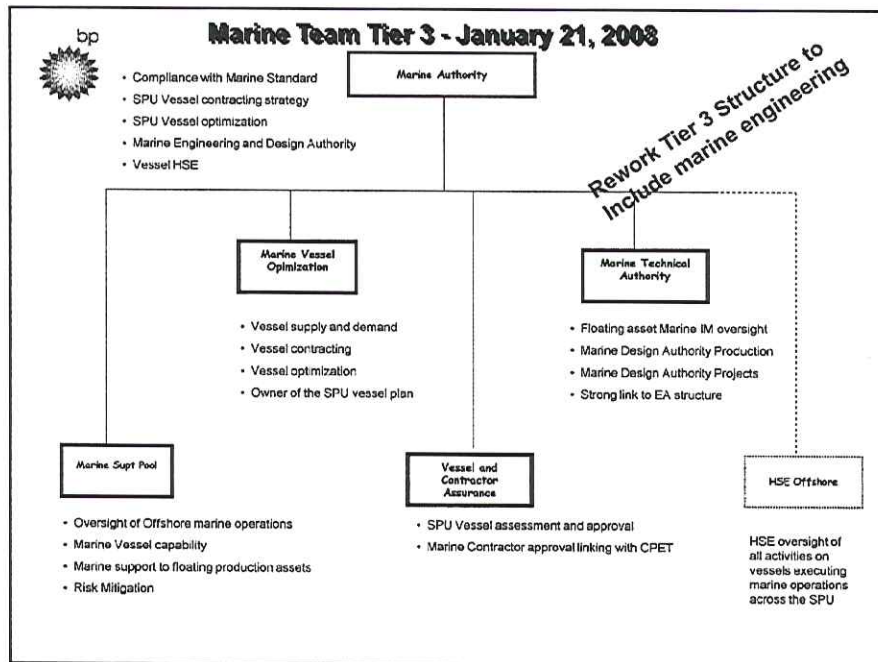 bp
Marine Team Tier 3 - January 21, 2008
Marine Authority
• Compliance with Marine Standard
• SPU Vessel contracting strategy
• SPU Vessel optimization
• Marine Engineering and Design Authority
• Vessel HSE
Rework Tier 3 Structure to
Include marine engineering
Marine Vessel
Opimization
• Vessel supply and demand
• Vessel contracting
• Vessel optimization
• Owner of the SPU vessel plan
Marine Technical
Authority
• Floating asset Marine IM oversight
• Marine Design Authority Production
• Marine Design Authority Projects
• Strong link to EA structure
Marine Supt Pool
• Oversight of Offshore marine operations
• Marine Vessel capability
• Marine support to floating production assets
• Risk Mitigation
Vessel and
Contractor
Assurance
• SPU Vessel assessment and approval
• Marine Contractor approval linking with CPET
HSE Offshore
HSE oversight of
all activities on
vessels executing
marine operations
across the SPU